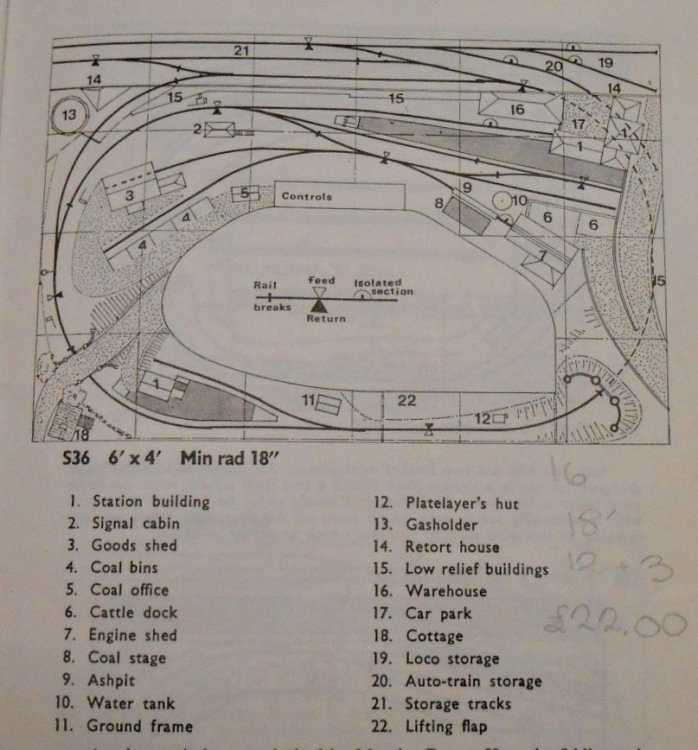 21
20
19
14
14
15
15
13
16
17
2
1
1
3
5
Controls
9
10
8
6
6
4
4
7
Rail
breaks
feed
Return
Isolated
section
15
1
11
22
12
18
S36 6' x 4' Min rad 18"
16
1. Station building
2. Signal cabin
3. Goods shed
4. Coal bins
5. Coal office
6. Cattle dock
7. Engine shed
8. Coal stage
9. Ashpit
10. Water tank
11. Ground frame
12. Platelayer's hut
13. Gasholder
14. Retort house
15. Low relief buildings
16. Warehouse
17. Car park
18. Cottage
19. Loco storage
20. Auto-train storage
21. Storage tracks
22. Lifting flap
18'
12 + 3
£22.00